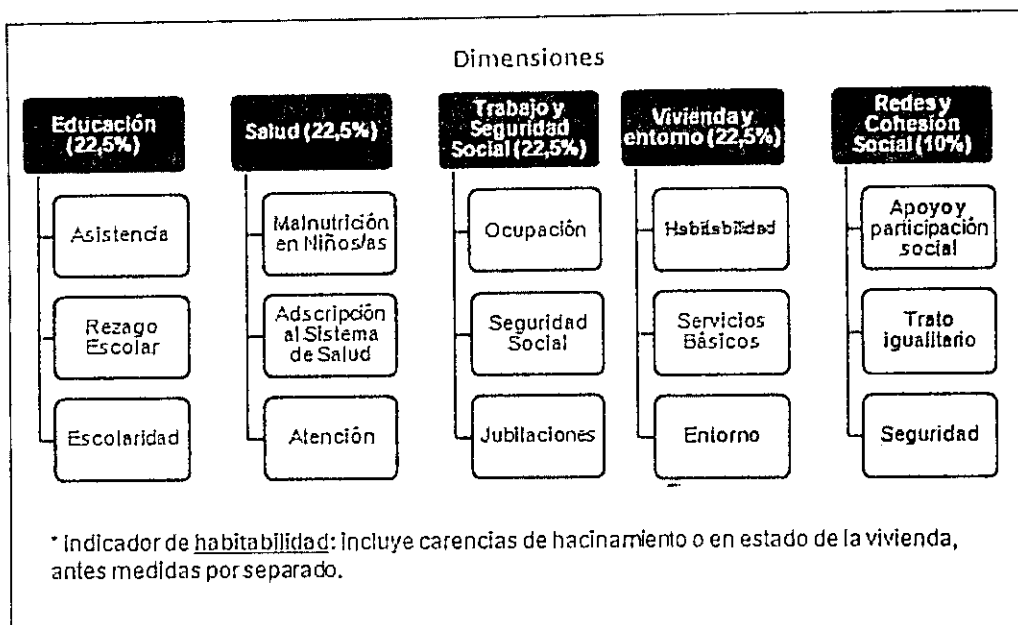 Dimensiones
Educación
(22,5%)
Asistencia
Rezago
Escolar
Escolaridad
Salud (22,5%)
Malnutrición
en Niños/as
Adscripción
al Sistema
de Salud
Atención
Trabajo y
Seguridad
Social (22,5%)
Ocupación
Seguridad
Social
Jubilaciones
Vivienda y
entorno (22,5%)
Habitabilidad
Servicios
Básicos
Entorno
Redes y
Cohesión
Social (10%)
Apoyo y
participación
social
Trato
igualitario
Seguridad
* Indicador de habitabilidad: incluye carencias de hacinamiento o en estado de la vivienda,
antes medidas por separado.